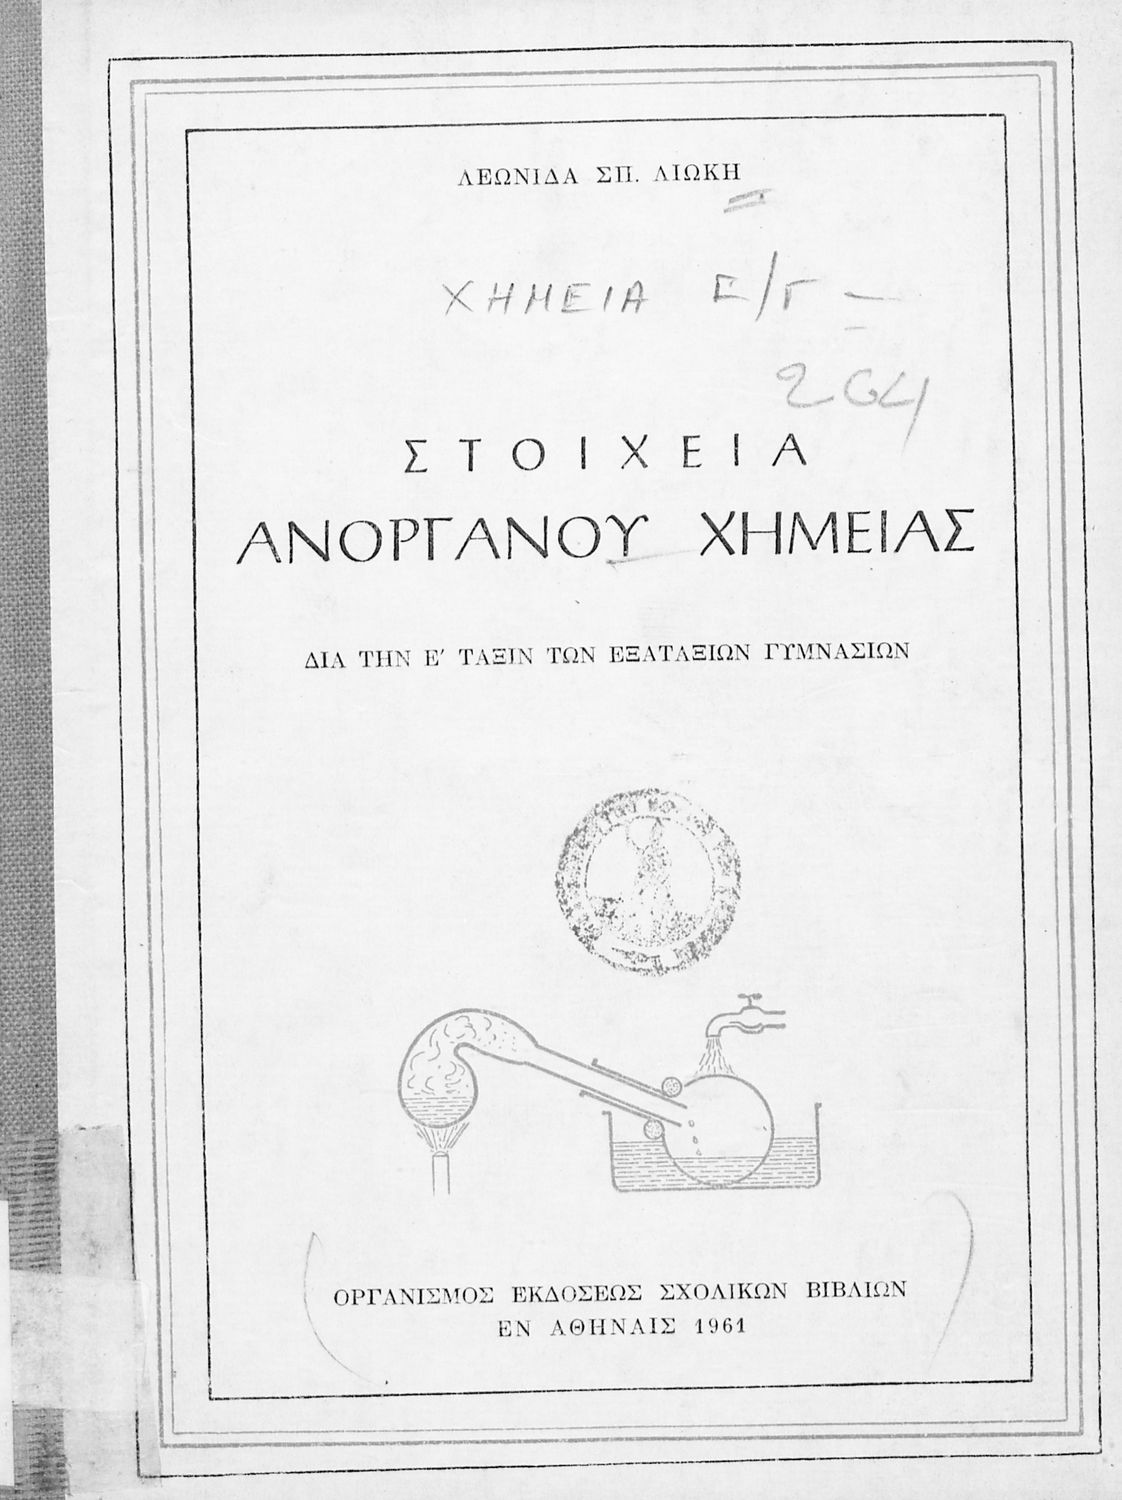 ΛΕΩΝΙΔΑ ΣΠ. ΛΙΩΚΗ
ΧΗΜΕΙΑ Ε/Γ -
264
ΣΤΟΙΧΕΙΑ
ΑΝΟΡΓΑΝΟΥ ΧΗΜΕΙΑΣ
ΔΙΑ ΤΗΝ Ε' ΤΑΞΙΝ ΤΩΝ ΕΞΑΤΑΞΙΩΝ ΓΥΜΝΑΣΙΩΝ
ΟΡΓΑΝΙΣΜΟΣ ΕΚΔΟΣΕΩΣ ΣΧΟΛΙΚΩΝ ΒΙΒΛΙΩΝ
ΕΝ ΑΘΗΝΑΙΣ 1961